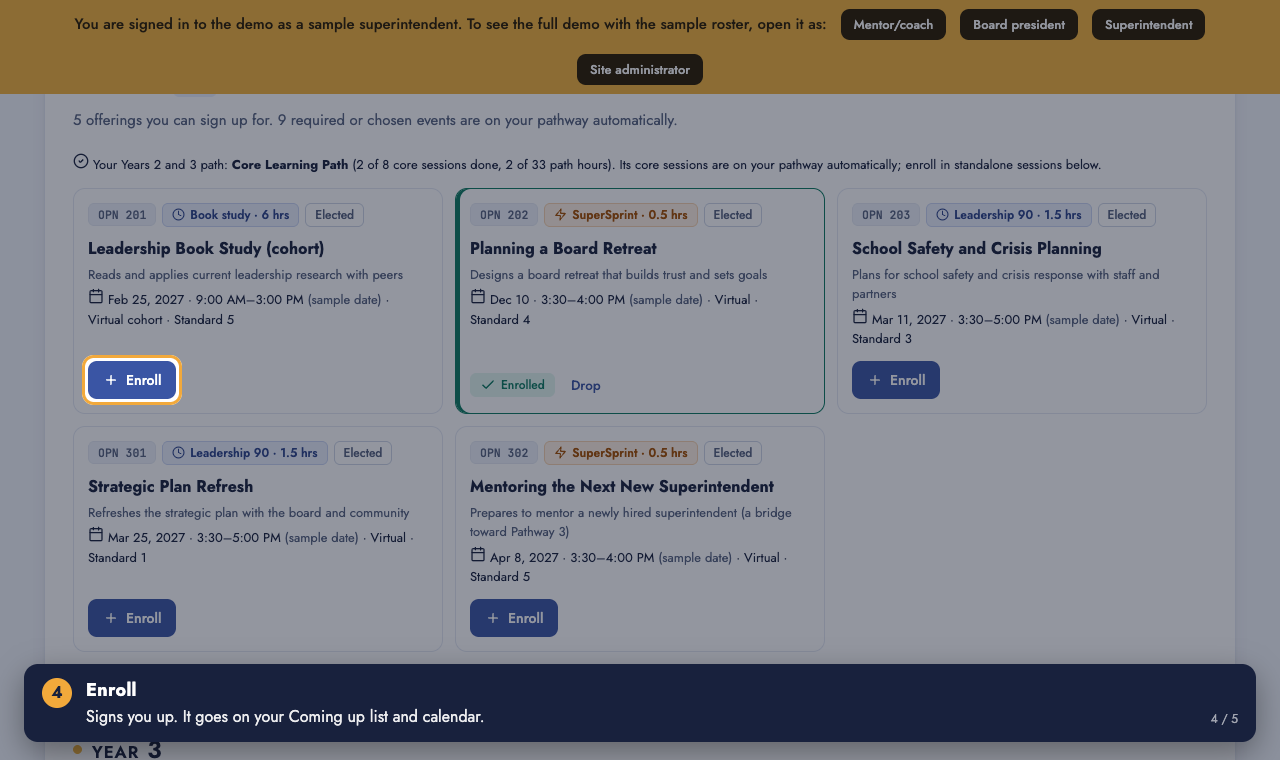 You are signed in to the demo as a sample superintendent. To see the full demo with the sample roster, open it as: Mentor/coach Board president Superintendent
Site administrator
5 offerings you can sign up for. 9 required or chosen events are on your pathway automatically.
Your Years 2 and 3 path: Core Learning Path (2 of 8 core sessions done, 2 of 33 path hours). Its core sessions are on your pathway automatically; enroll in standalone sessions below.
OPN 201 Book study · 6 hrs Elected
Leadership Book Study (cohort)
Reads and applies current leadership research with peers
Feb 25, 2027 · 9:00 AM–3:00 PM (sample date) ·
Virtual cohort · Standard 5
Enroll
OPN 202 SuperSprint · 0.5 hrs Elected
Planning a Board Retreat
Designs a board retreat that builds trust and sets goals
Dec 10 · 3:30–4:00 PM (sample date) · Virtual ·
Standard 4
Enrolled Drop
OPN 203 Leadership 90 · 1.5 hrs Elected
School Safety and Crisis Planning
Plans for school safety and crisis response with staff and
partners
Mar 11, 2027 · 3:30–5:00 PM (sample date) · Virtual ·
Standard 3
Enroll
OPN 301 Leadership 90 · 1.5 hrs Elected
Strategic Plan Refresh
Refreshes the strategic plan with the board and community
Mar 25, 2027 · 3:30–5:00 PM (sample date) · Virtual ·
Standard 1
Enroll
OPN 302 SuperSprint · 0.5 hrs Elected
Mentoring the Next New Superintendent
Prepares to mentor a newly hired superintendent (a bridge
toward Pathway 3)
Apr 8, 2027 · 3:30–4:00 PM (sample date) · Virtual ·
Standard 5
Enroll
4 Enroll
Signs you up. It goes on your Coming up list and calendar.
4 / 5
YEAR 3